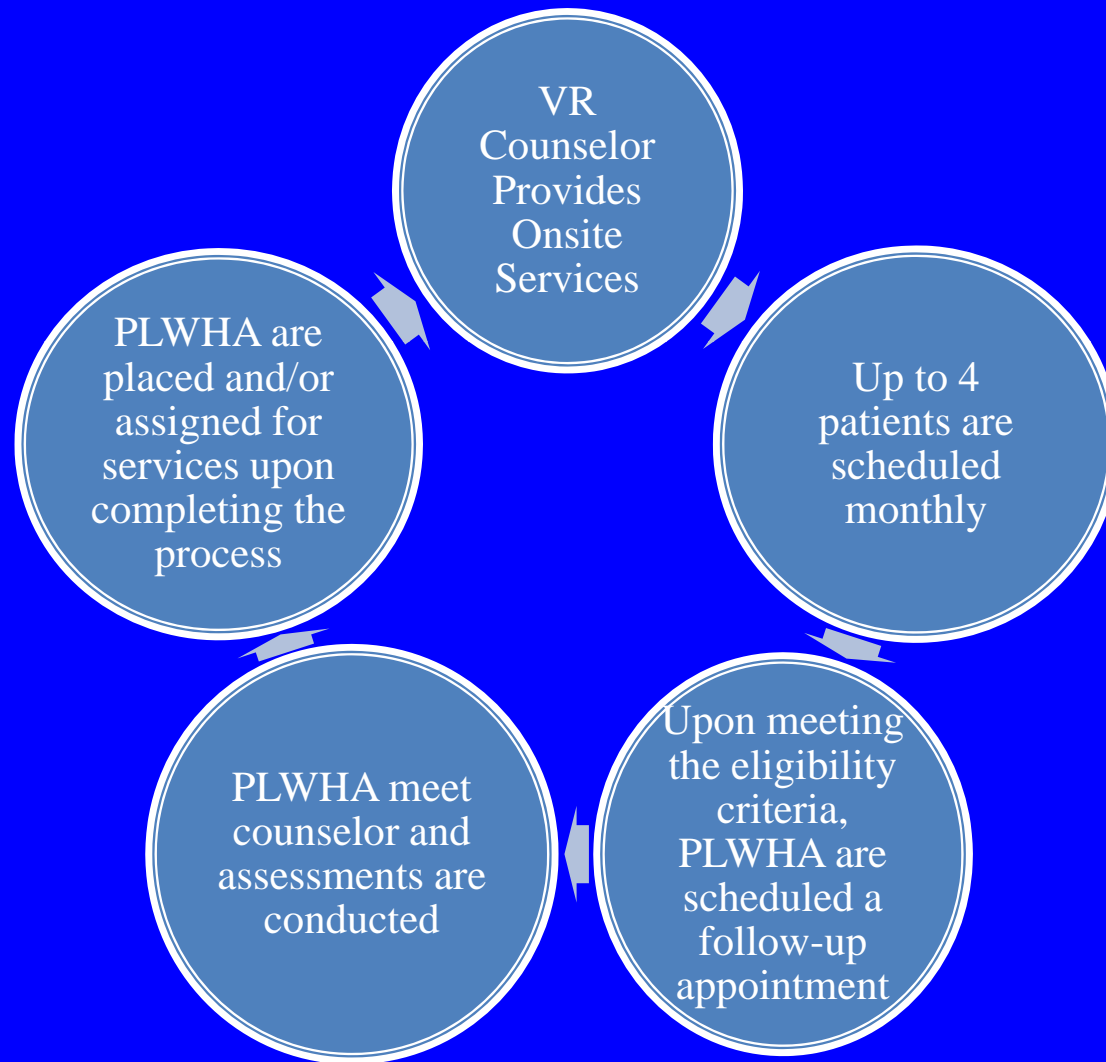 VR
Counselor
Provides
Onsite
Services
Up to 4
patients are
scheduled
monthly
Upon meeting
the eligibility
criteria,
PLWHA are
scheduled a
follow-up
appointment
PLWHA meet
counselor and
assessments are
conducted
PLWHA are
placed and/or
assigned for
services upon
completing the
process